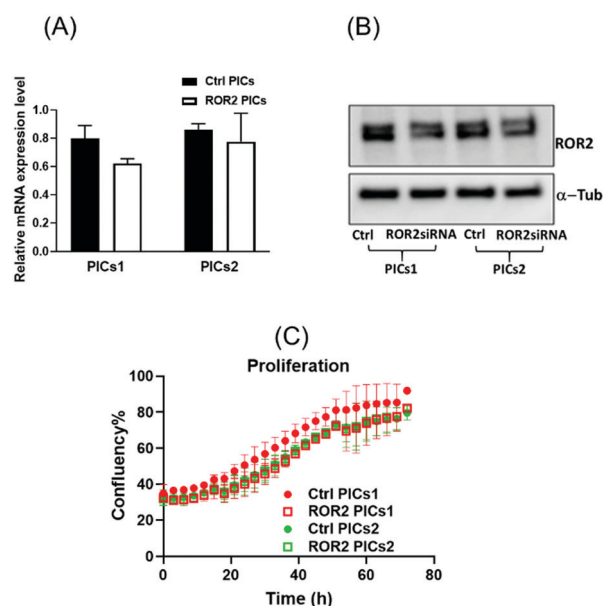 (A)
Ctrl PICs
ROR2 PICs
Relative mRNA expression level
1.0
0.8
0.6
0.4
0.2
0.0
PICs1 PICs2
(B)
ROR2
α−Tub
Ctrl ROR2siRNA Ctrl ROR2siRNA
PICs1 PICs2
(C)
Proliferation
Confluency%
100
80
60
40
20
0
Ctrl PICs1
ROR2 PICs1
Ctrl PICs2
ROR2 PICs2
0 20 40 60 80
Time (h)